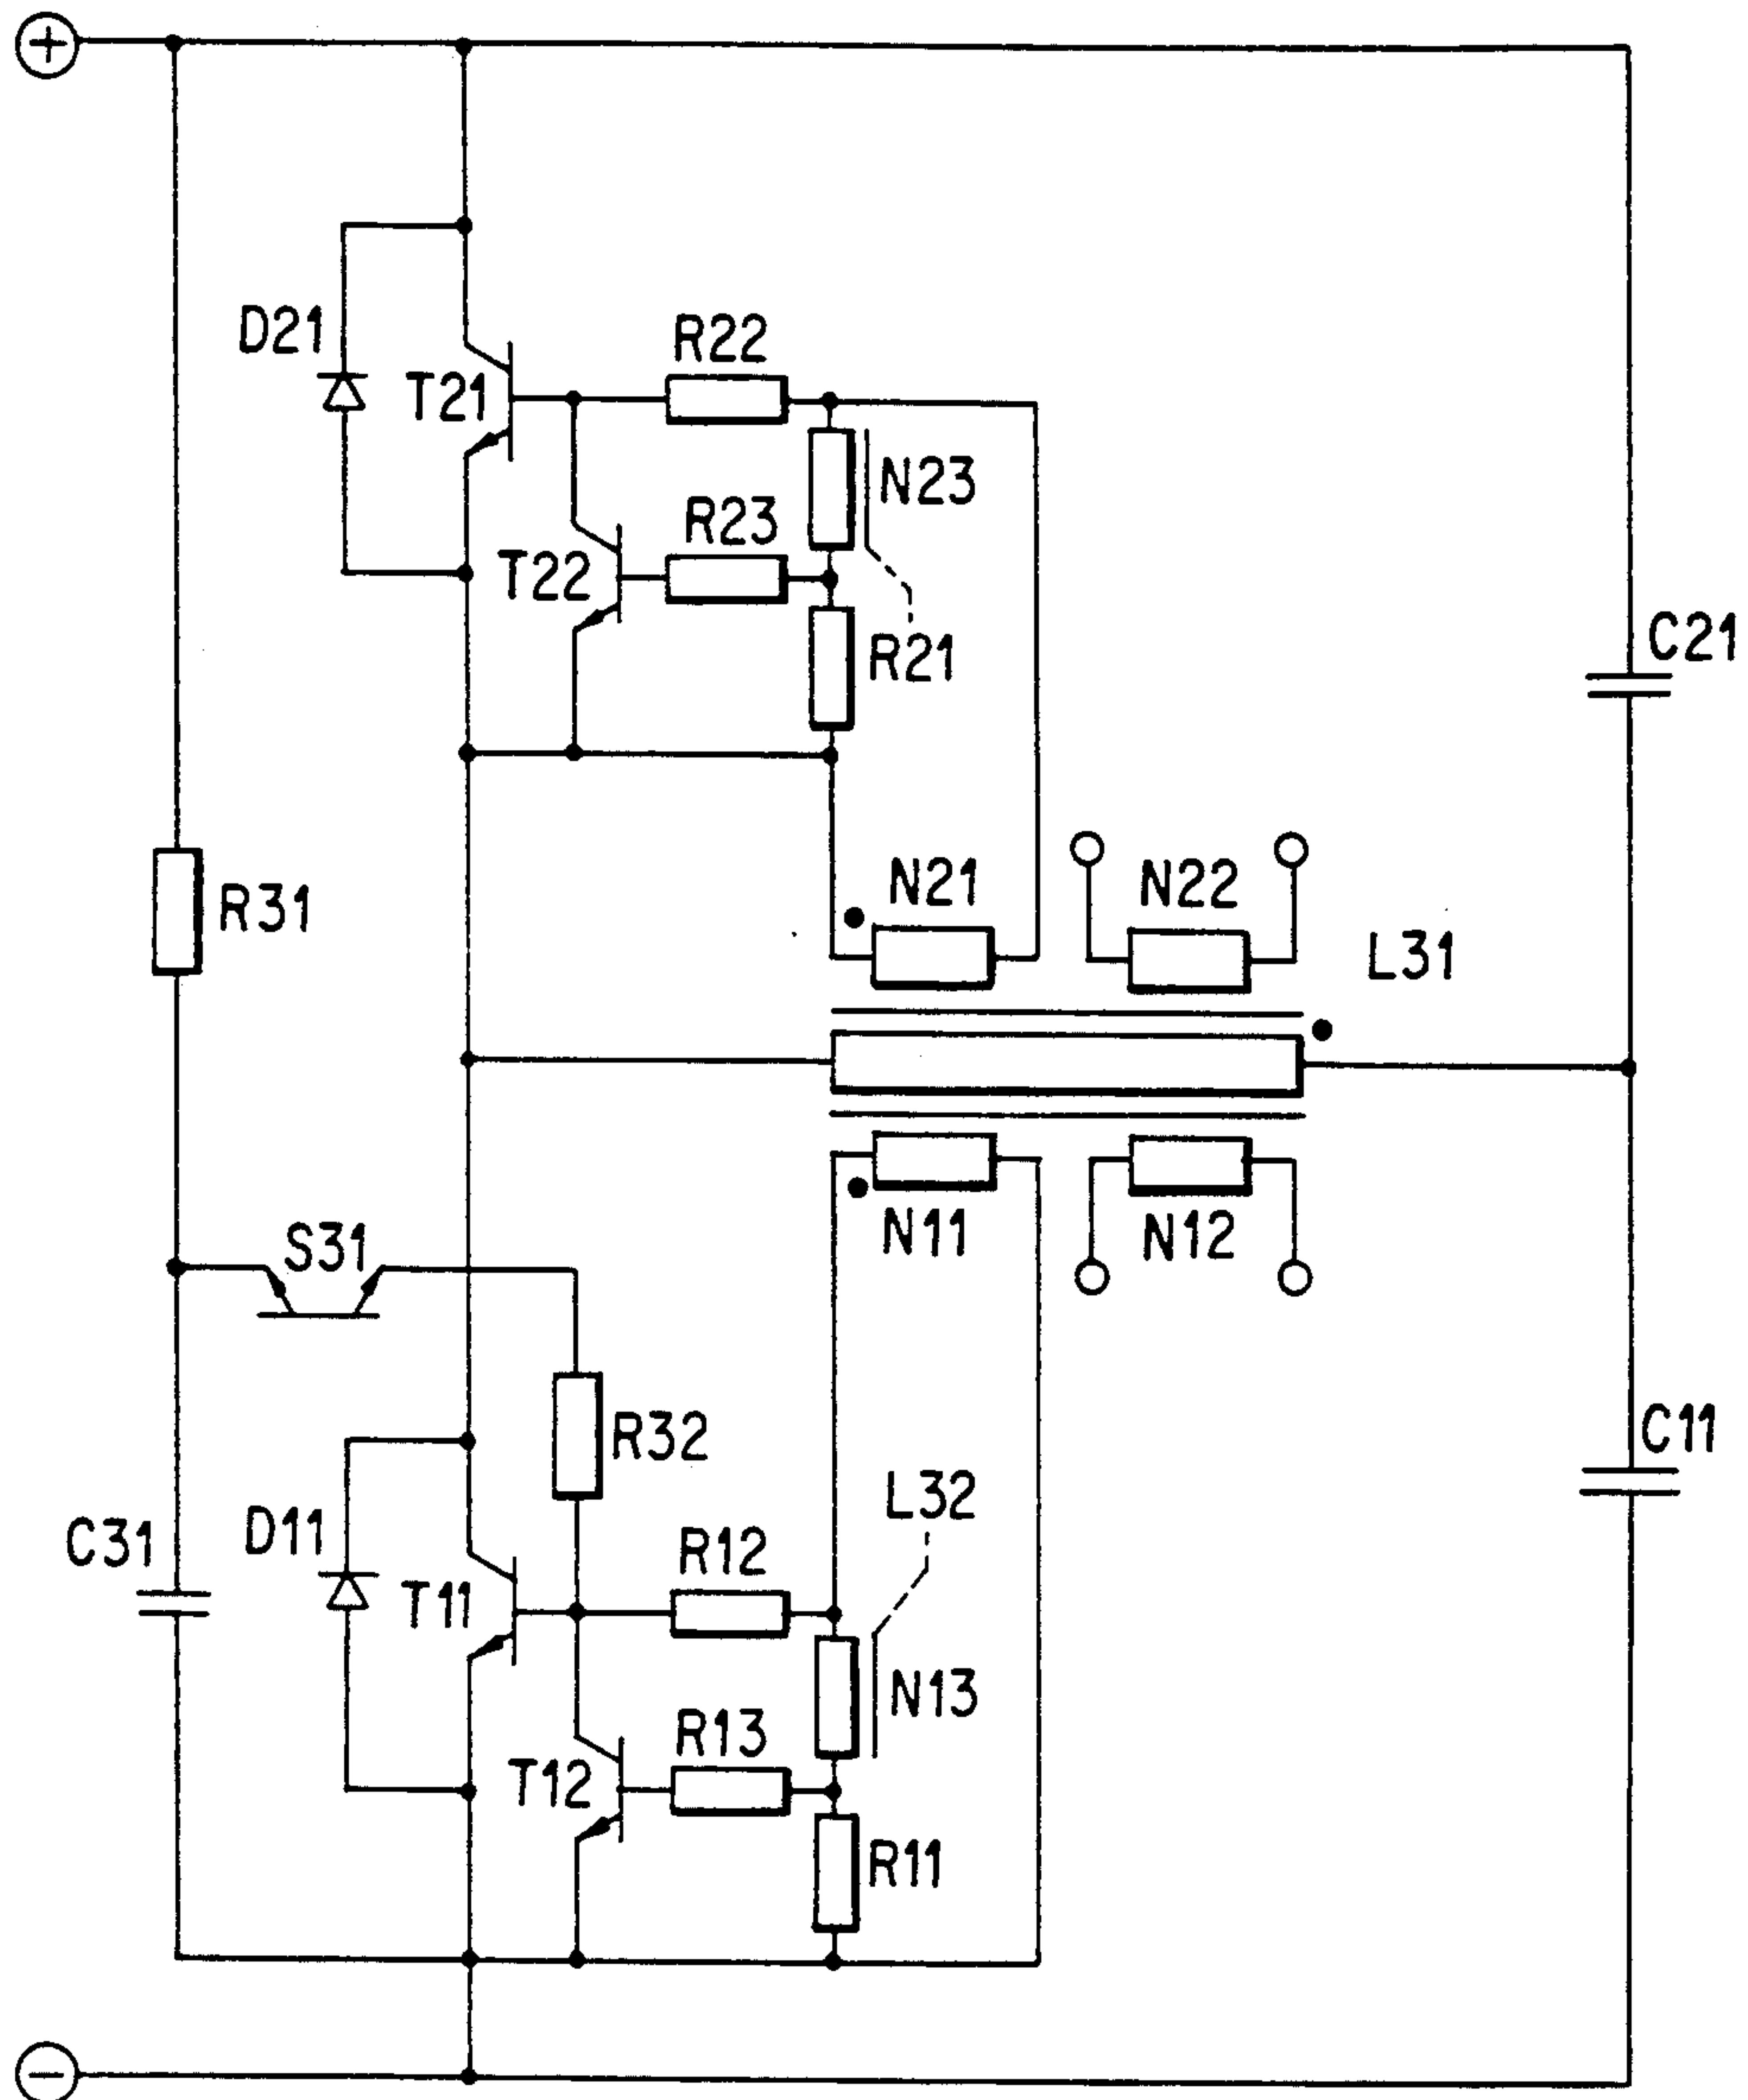 +
D21
T21
R22
N23
R23
T22
R21
C21
R31
N21
N22
L31
N11
N12
S31
R32
C11
L32
C31
D11
T11
R12
N13
R13
T12
R11
−